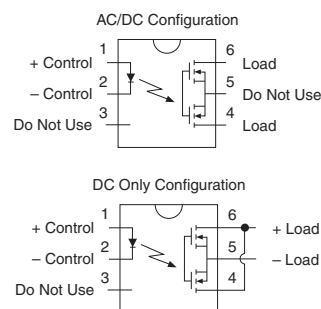 AC/DC Configuration
1 6
+ Control Load
2 5
– Control Do Not Use
3 4
Do Not Use Load
DC Only Configuration
1 6
+ Control + Load
2 5
– Control – Load
3 4
Do Not Use